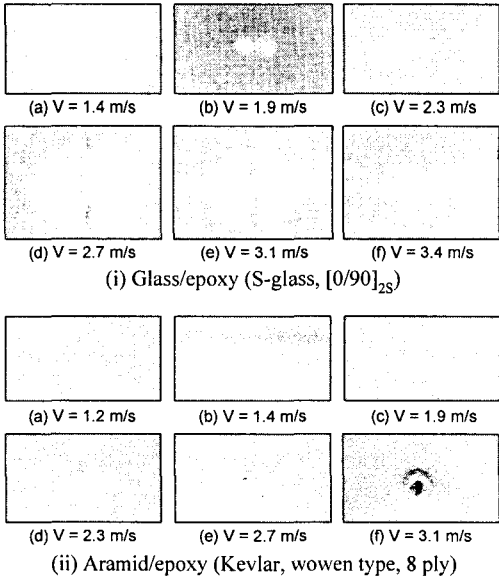 (a) V = 1.4 m/s (b) V = 1.9 m/s (c) V = 2.3 m/s
(d) V = 2.7 m/s (e) V = 3.1 m/s (f) V = 3.4 m/s
(i) Glass/epoxy (S-glass, [0/90]2S)
(a) V = 1.2 m/s (b) V = 1.4 m/s (c) V = 1.9 m/s
(d) V = 2.3 m/s (e) V = 2.7 m/s (f) V = 3.1 m/s
(ii) Aramid/epoxy (Kevlar, wowen type, 8 ply)